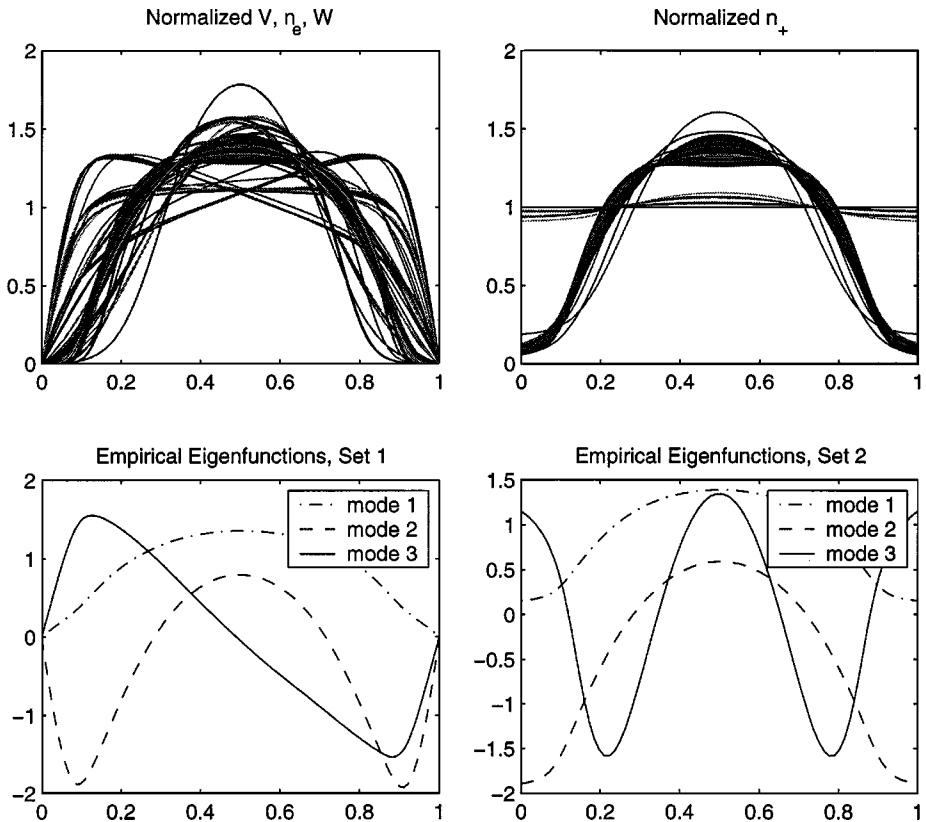 Normalized V, ηe, W
2
1.5
1
0.5
0
0 0.2 0.4 0.6 0.8 1
Normalized n+
2
1.5
1
0.5
0
0 0.2 0.4 0.6 0.8 1
Empirical Eigenfunctions, Set 1
2
1
0
−1
−2
0 0.2 0.4 0.6 0.8 1
mode 1
mode 2
mode 3
Empirical Eigenfunctions, Set 2
1.5
1
0.5
0
−0.5
−1
−1.5
−2
0 0.2 0.4 0.6 0.8 1
mode 1
mode 2
mode 3